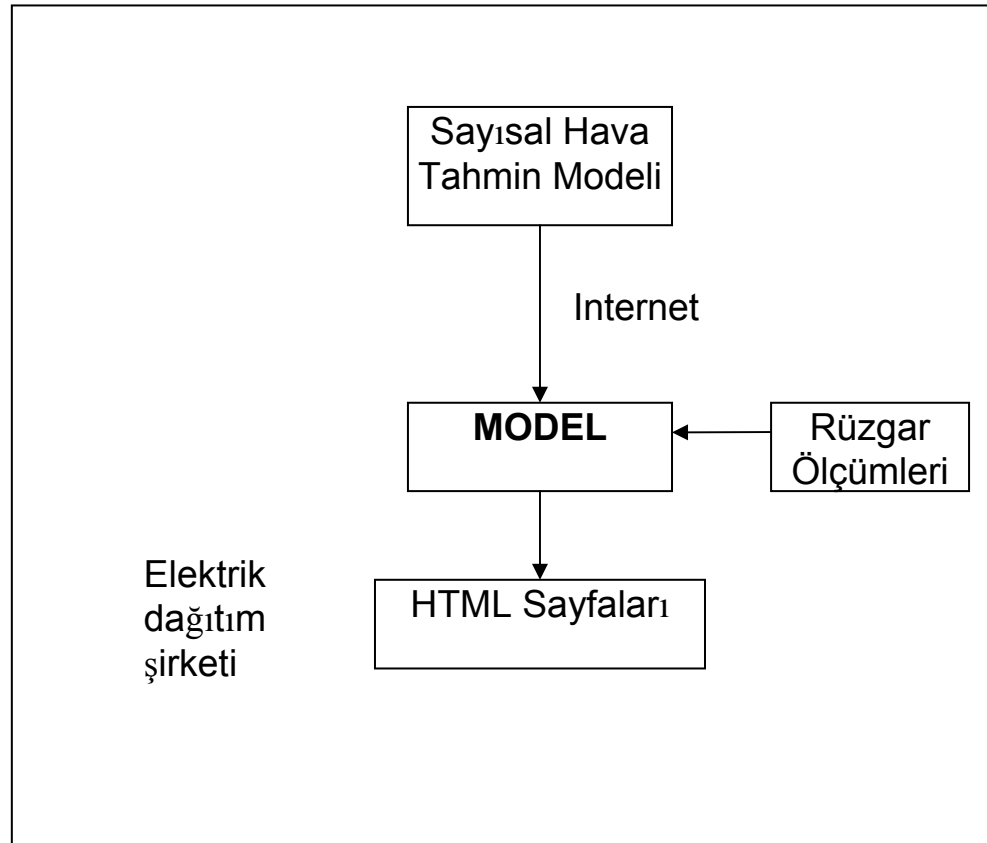 Sayısal Hava
Tahmin Modeli
Internet
MODEL
Rüzgar
Ölçümleri
Elektrik
dağıtım
şirketi
HTML Sayfaları